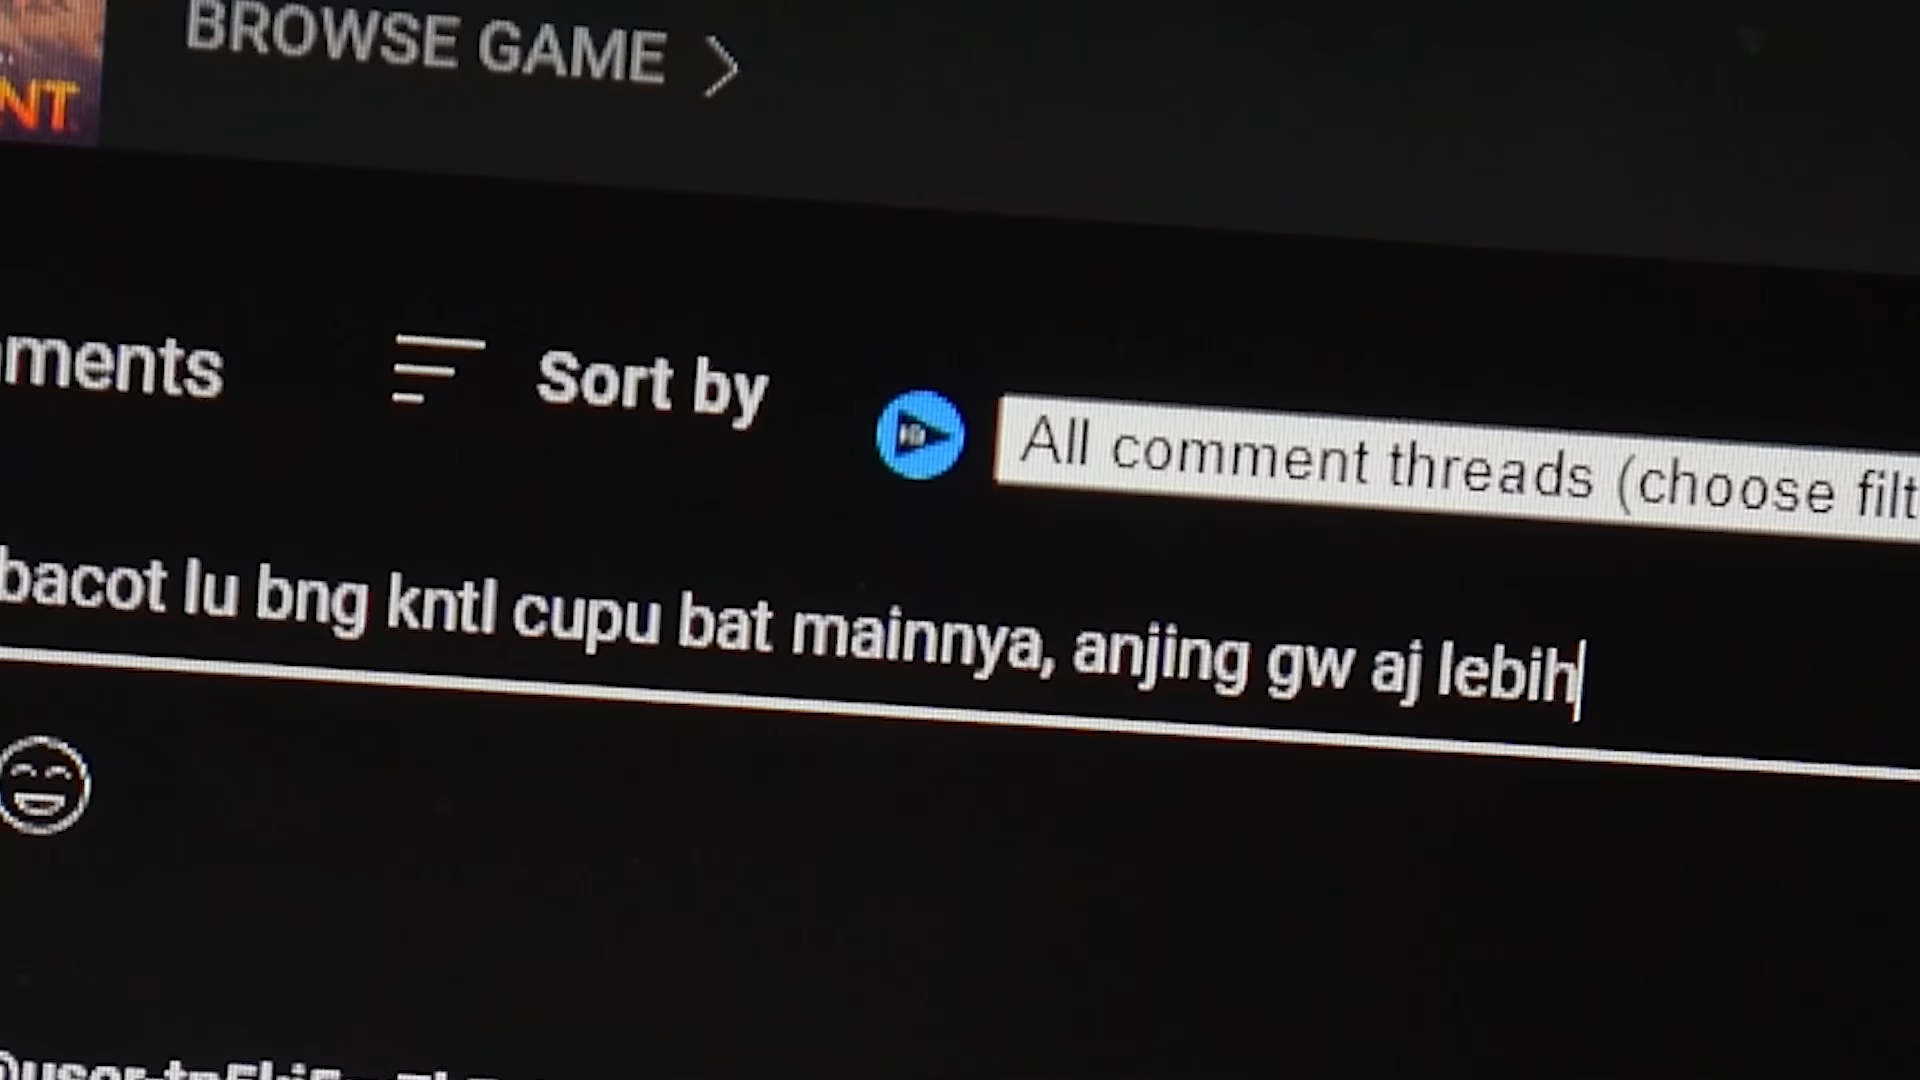 BROWSE GAME
NT
ments
Sort by
All comment threads (choose filt
bacot lu bng kntl cupu bat mainnya, anjing gw aj lebih